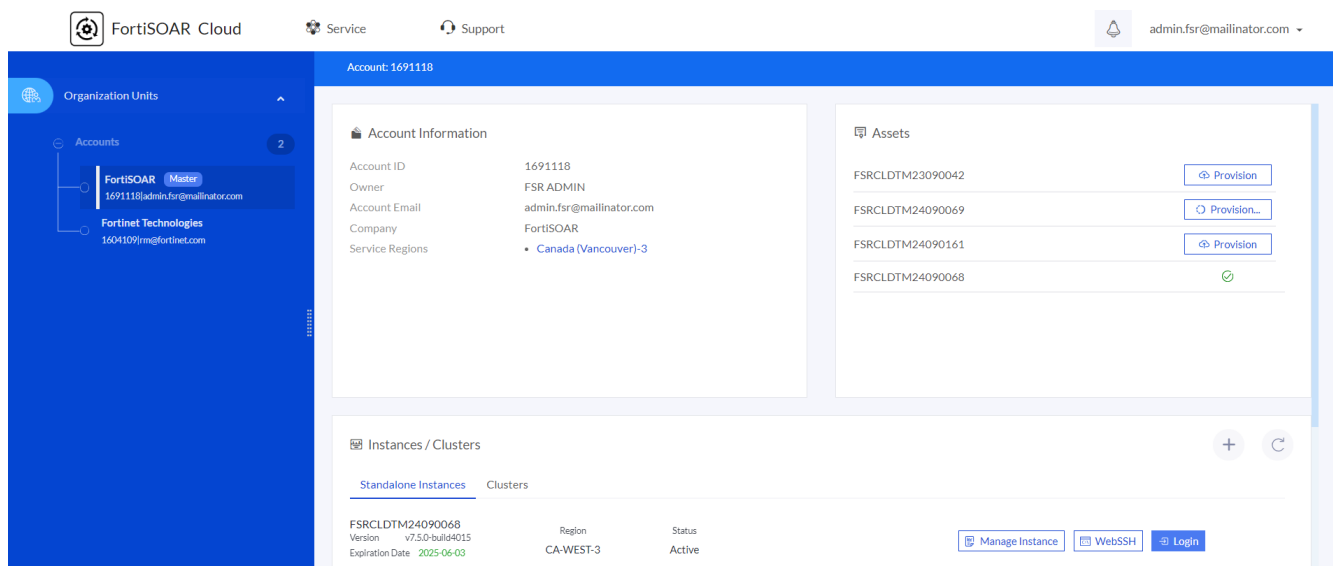 FortiSOAR Cloud
Service
Support
admin.fsr@mailinator.com
Account: 1691118
Organization Units
Accounts
2
FortiSOAR Master
1691118|admin.fsr@mailinator.com
Fortinet Technologies
1604109|rm@fortinet.com
Account Information
Account ID 1691118
Owner FSR ADMIN
Account Email admin.fsr@mailinator.com
Company FortiSOAR
Service Regions • Canada (Vancouver)-3
Assets
FSRCLDTM23090042 Provision
FSRCLDTM24090069 Provision...
FSRCLDTM24090161 Provision
FSRCLDTM24090068
Instances / Clusters
Standalone Instances Clusters
FSRCLDTM24090068
Version v7.5.0-build4015
Expiration Date 2025-06-03
Region
CA-WEST-3
Status
Active
Manage Instance
WebSSH
Login